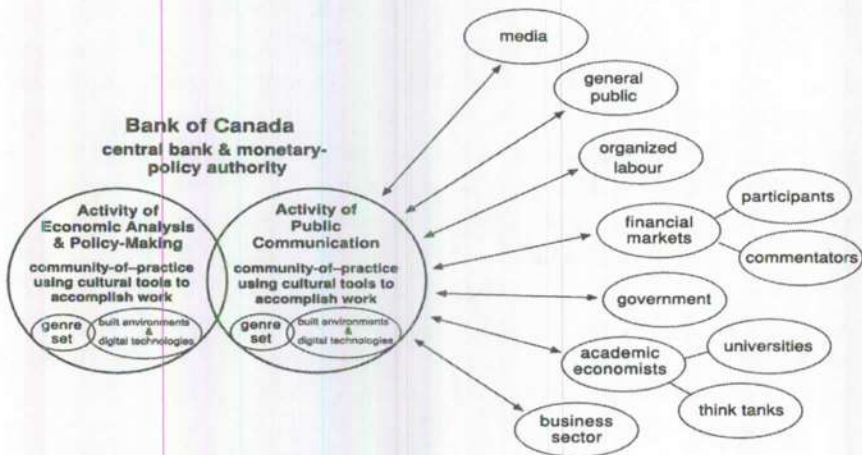 media
general
public
Bank of Canada
central bank & monetary-
policy authority
organized
labour
Activity of
Economic Analysis
& Policy-Making
community-of-practice
using cultural tools to
accomplish work
genre
set
built environments
&
digital technologies
Activity of
Public
Communication
community-of-practice
using cultural tools to
accomplish work
genre
set
built environments
&
digital technologies
financial
markets
participants
commentators
government
academic
economists
universities
think tanks
business
sector